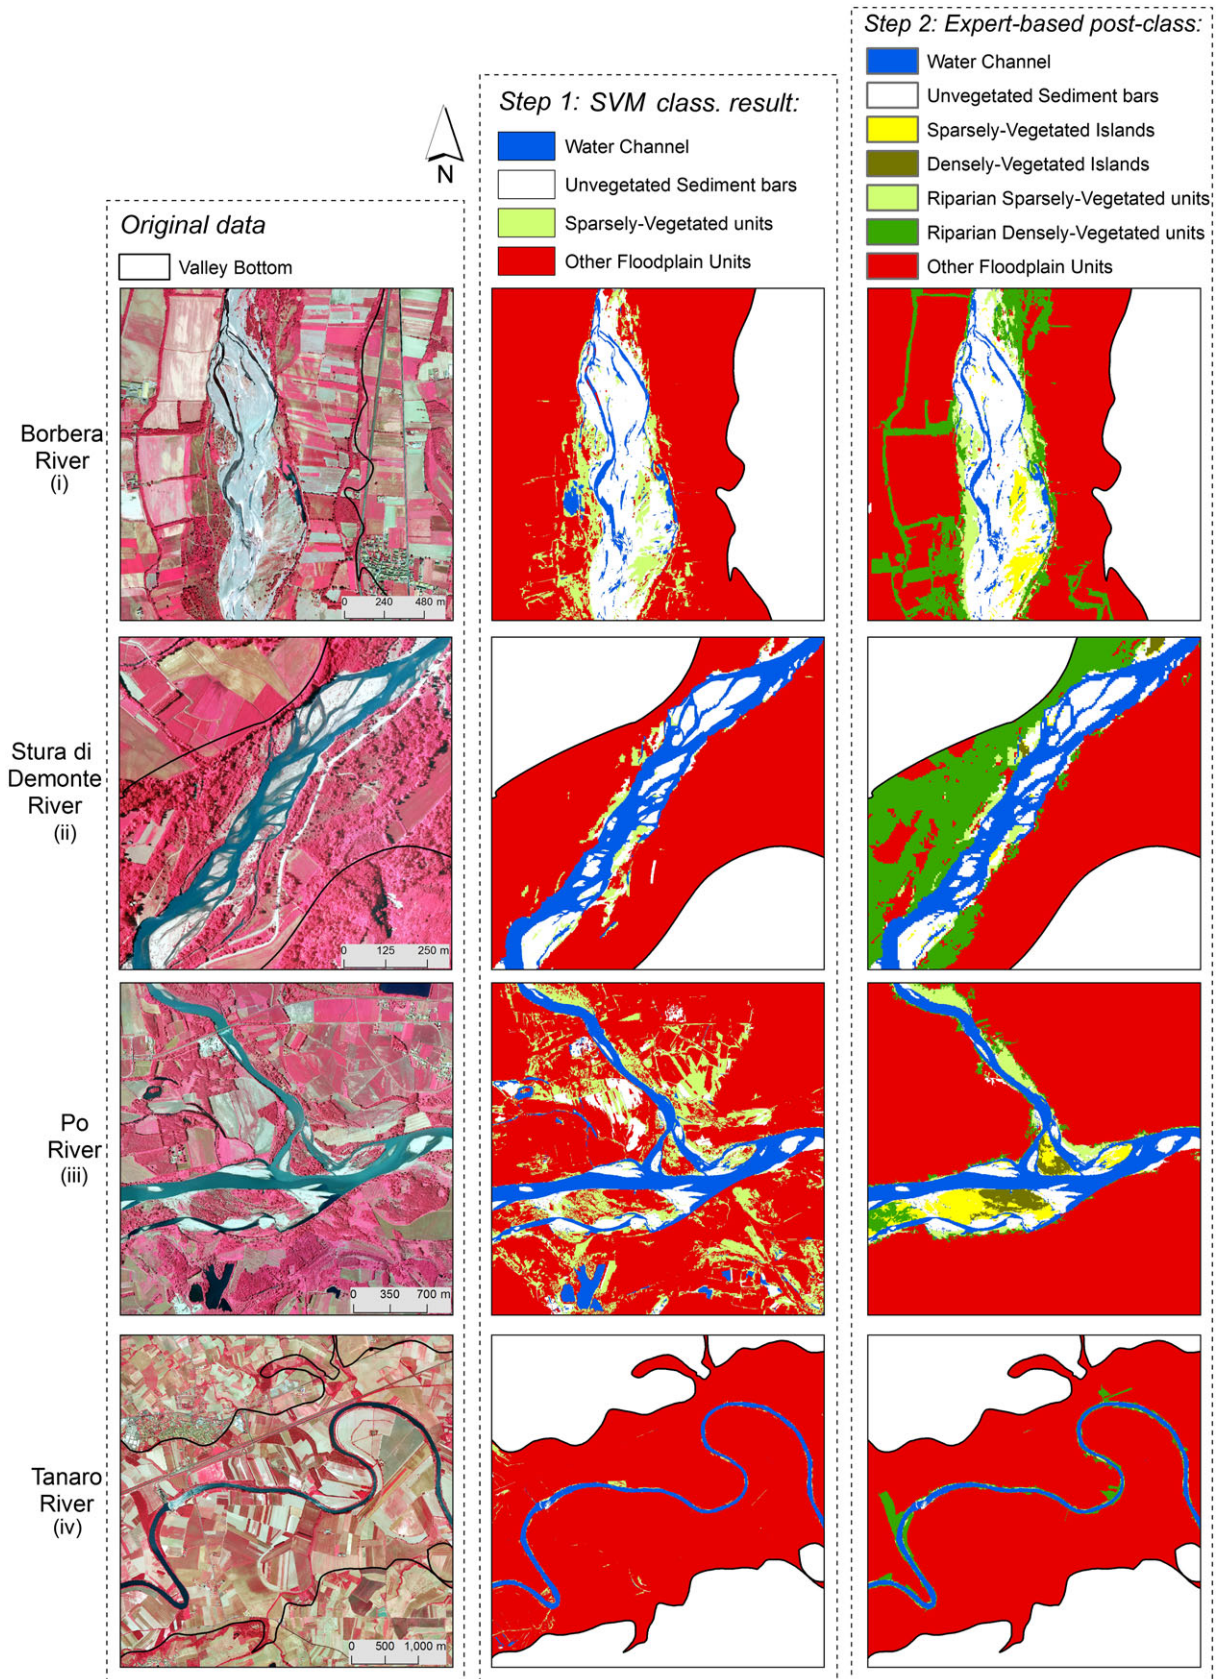 Step 2: Expert-based post-class:
Water Channel
Unvegetated Sediment bars
Sparsely-Vegetated Islands
Densely-Vegetated Islands
Riparian Sparsely-Vegetated units
Riparian Densely-Vegetated units
Other Floodplain Units
Step 1: SVM class. result:
Water Channel
Unvegetated Sediment bars
Sparsely-Vegetated units
Other Floodplain Units
N
Original data
Valley Bottom
Borbera
River
(i)
0 240 480 m
Stura di
Demonte
River
(ii)
0 125 250 m
Po
River
(iii)
0 350 700 m
Tanaro
River
(iv)
0 500 1,000 m